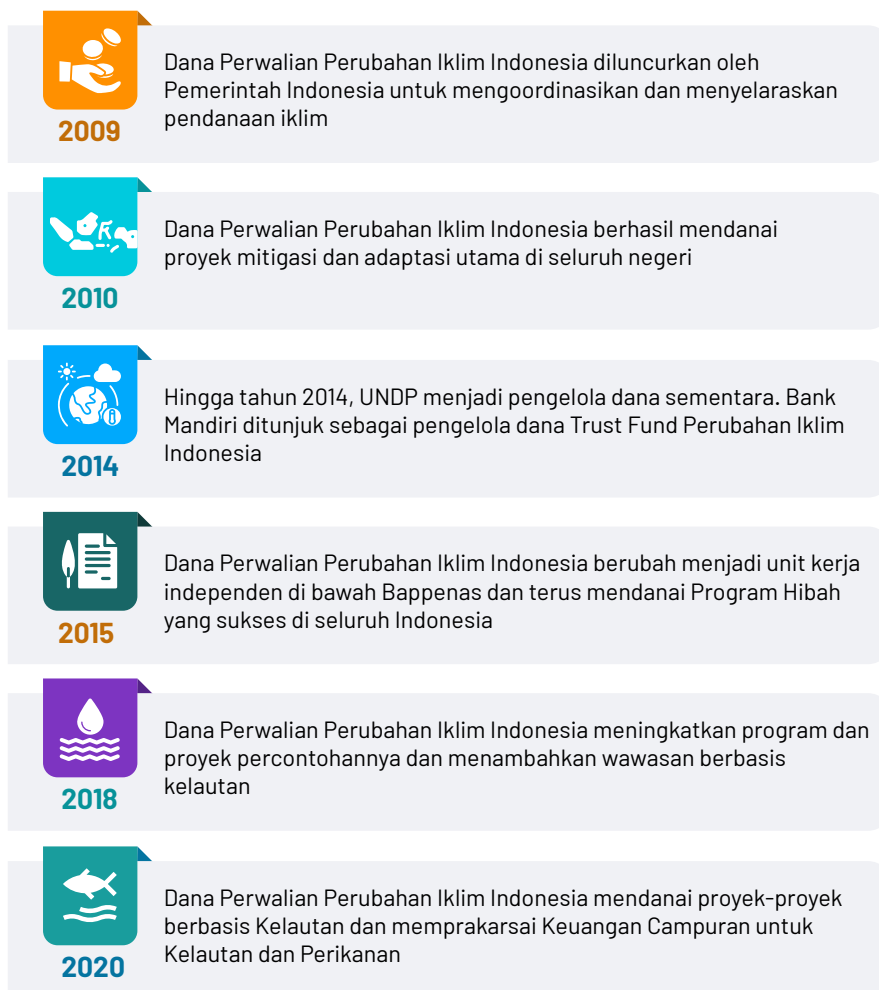 Dana Perwalian Perubahan Iklim Indonesia diluncurkan oleh
Pemerintah Indonesia untuk mengoordinasikan dan menyelaraskan
pendanaan iklim
2009
Dana Perwalian Perubahan Iklim Indonesia berhasil mendanai
proyek mitigasi dan adaptasi utama di seluruh negeri
2010
Hingga tahun 2014, UNDP menjadi pengelola dana sementara. Bank
Mandiri ditunjuk sebagai pengelola dana Trust Fund Perubahan Iklim
Indonesia
2014
Dana Perwalian Perubahan Iklim Indonesia berubah menjadi unit kerja
independen di bawah Bappenas dan terus mendanai Program Hibah
yang sukses di seluruh Indonesia
2015
Dana Perwalian Perubahan Iklim Indonesia meningkatkan program dan
proyek percontohannya dan menambahkan wawasan berbasis
kelautan
2018
Dana Perwalian Perubahan Iklim Indonesia mendanai proyek-proyek
berbasis Kelautan dan memprakarsai Keuangan Campuran untuk
Kelautan dan Perikanan
2020